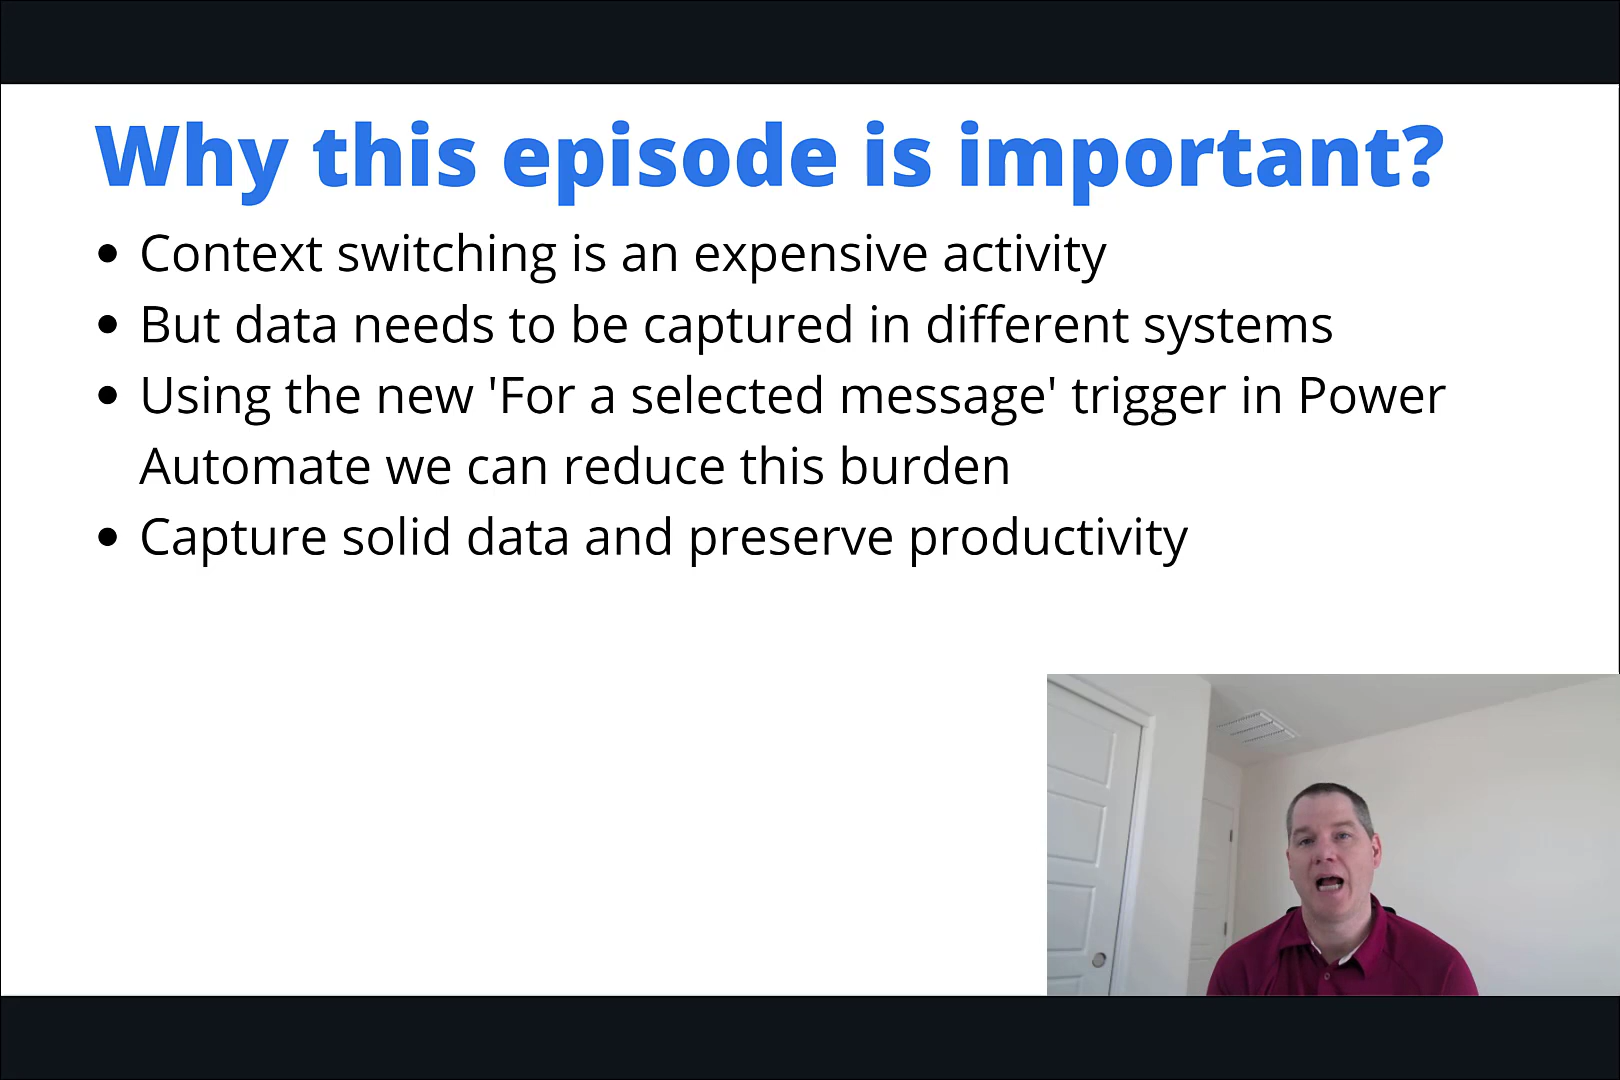 Why this episode is important?
• Context switching is an expensive activity
• But data needs to be captured in different systems
• Using the new 'For a selected message' trigger in Power
Automate we can reduce this burden
• Capture solid data and preserve productivity